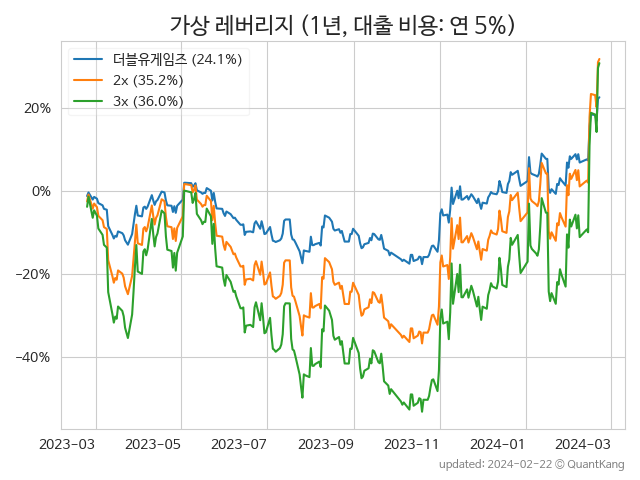 가상 레버리지 (1년, 대출 비용: 연 5%)
더블유게임즈 (24.1%)
2x (35.2%)
3x (36.0%)
20%
0%
−20%
−40%
2023-03 2023-05 2023-07 2023-09 2023-11 2024-01 2024-03
updated: 2024-02-22 © QuantKang